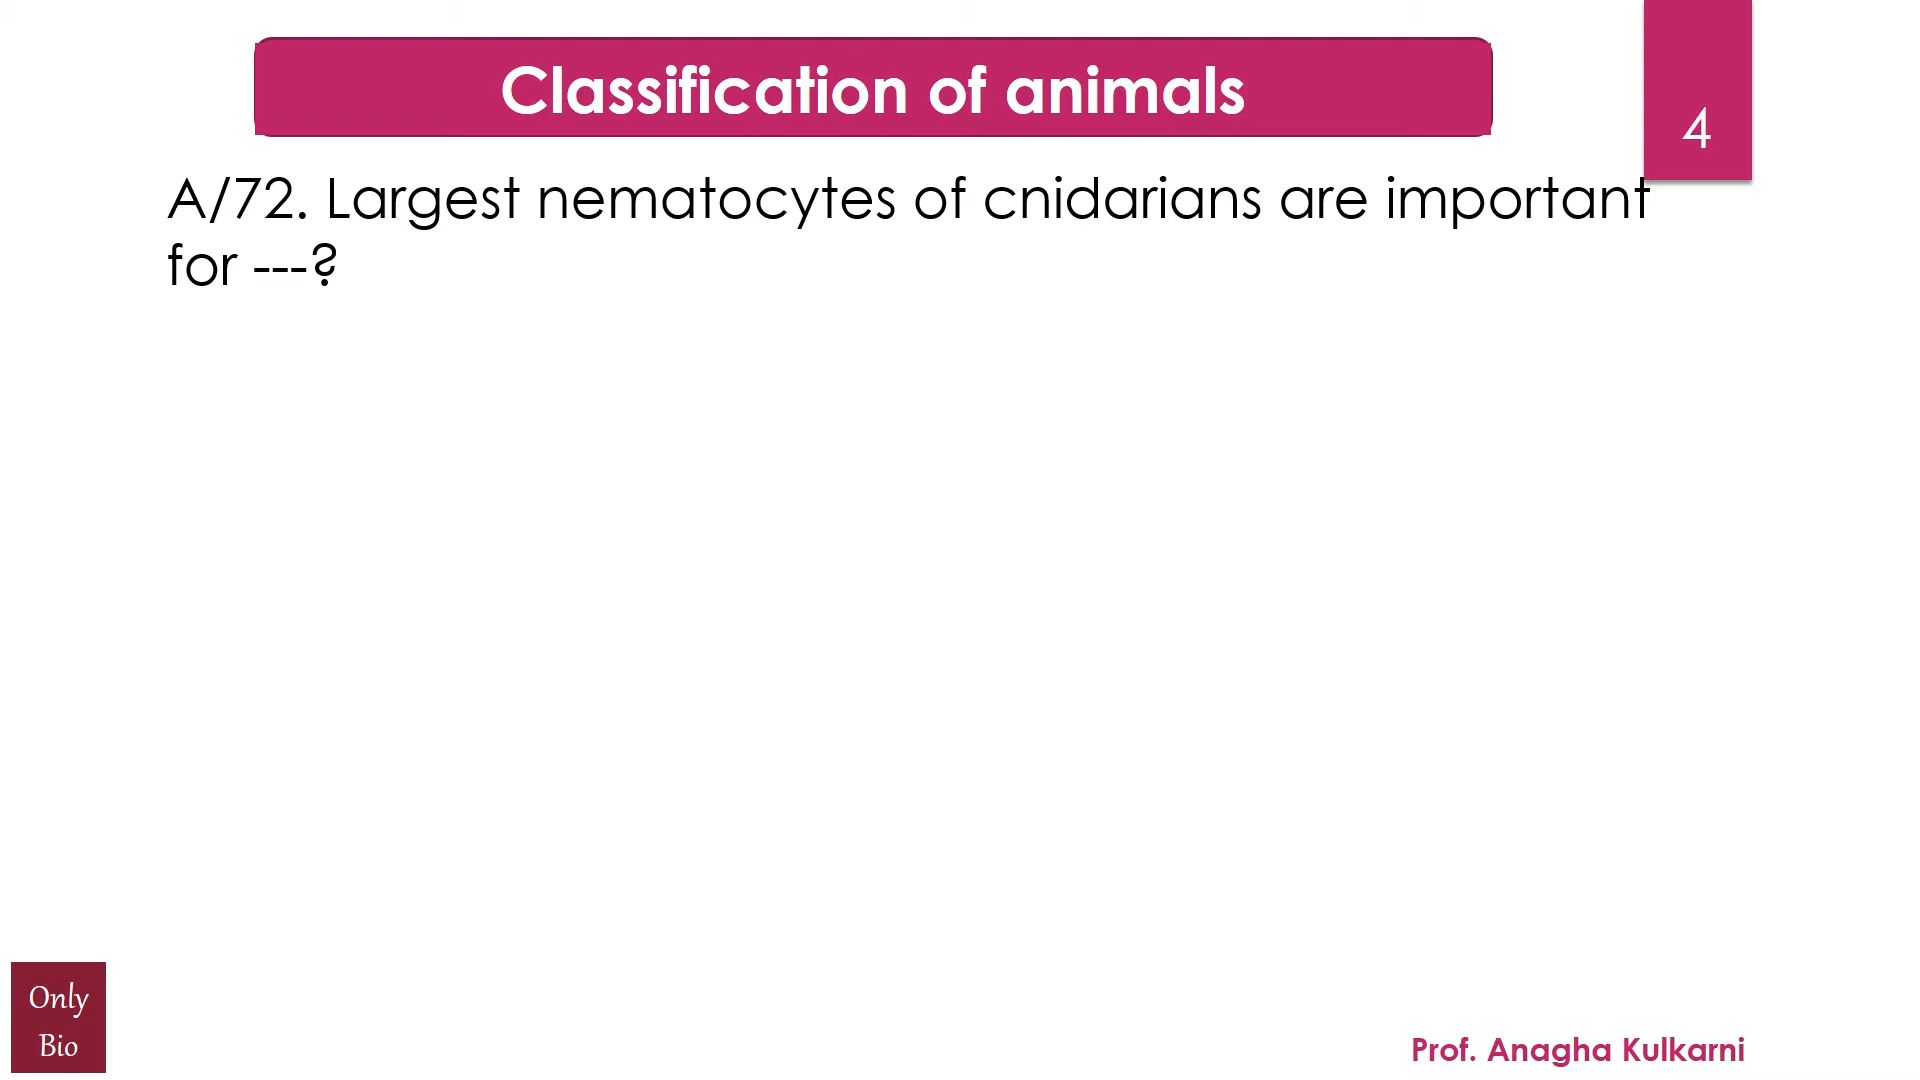 Classification of animals
4
A/72. Largest nematocytes of cnidarians are important
for ---?
Only
Bio
Prof. Anagha Kulkarni